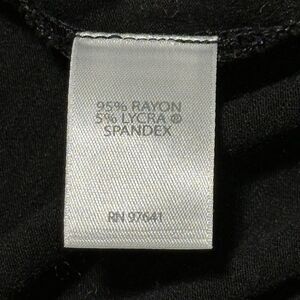 95% RAYON
5% LYCRA ®
SPANDEX
RN 97641